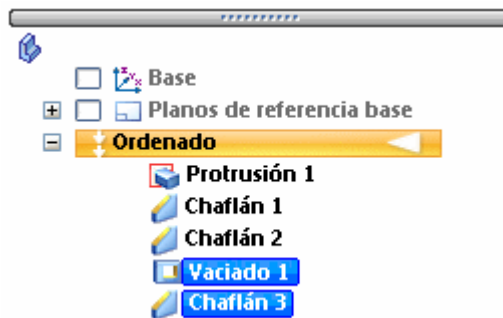 Base
Planos de referencia base
Ordenado
Protrusión 1
Chaflán 1
Chaflán 2
Vaciado 1
Chaflán 3